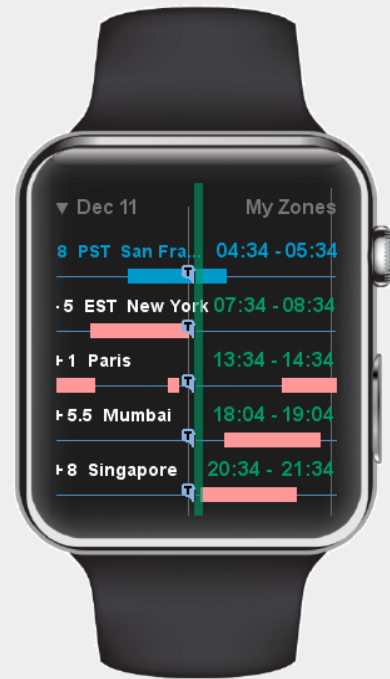 ▼ Dec 11 My Zones
8 PST San Fra... 04:34 - 05:34
T
-5 EST New York 07:34 - 08:34
T
+1 Paris 13:34 - 14:34
T
+5.5 Mumbai 18:04 - 19:04
T
+8 Singapore 20:34 - 21:34
T